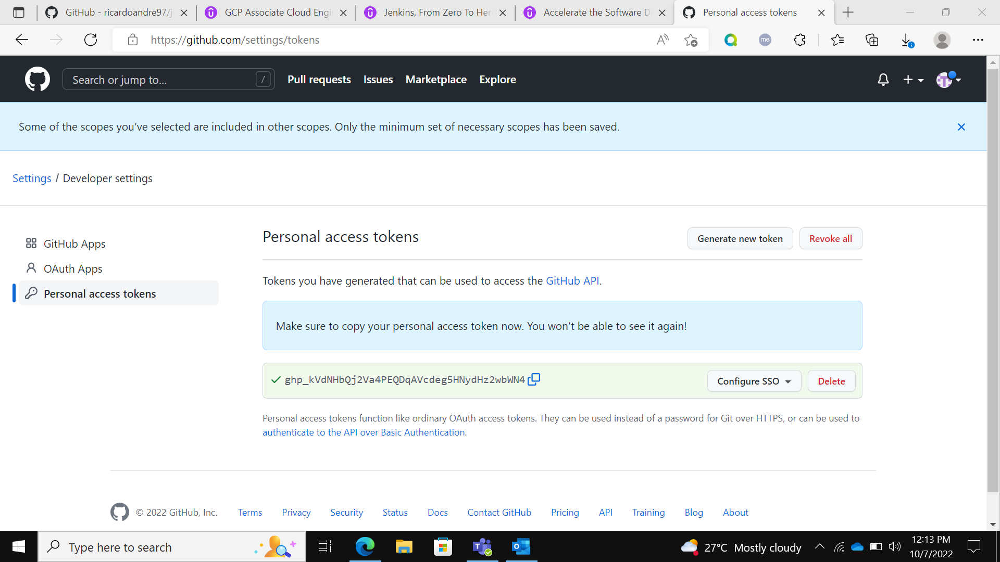 GitHub - ricardoandre97/j
GCP Associate Cloud Engi
Jenkins, From Zero To Her
Accelerate the Software D
Personal access tokens
https://github.com/settings/tokens
me
Search or jump to...
/
Pull requests
Issues
Marketplace
Explore
Some of the scopes you’ve selected are included in other scopes. Only the minimum set of necessary scopes has been saved.
Settings / Developer settings
GitHub Apps
OAuth Apps
Personal access tokens
Personal access tokens
Generate new token
Revoke all
Tokens you have generated that can be used to access the GitHub API.
Make sure to copy your personal access token now. You won’t be able to see it again!
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
Configure SSO
Delete
Personal access tokens function like ordinary OAuth access tokens. They can be used instead of a password for Git over HTTPS, or can be used to
authenticate to the API over Basic Authentication.
© 2022 GitHub, Inc.
Terms
Privacy
Security
Status
Docs
Contact GitHub
Pricing
API
Training
Blog
About
Type here to search
27°C Mostly cloudy
12:13 PM
10/7/2022